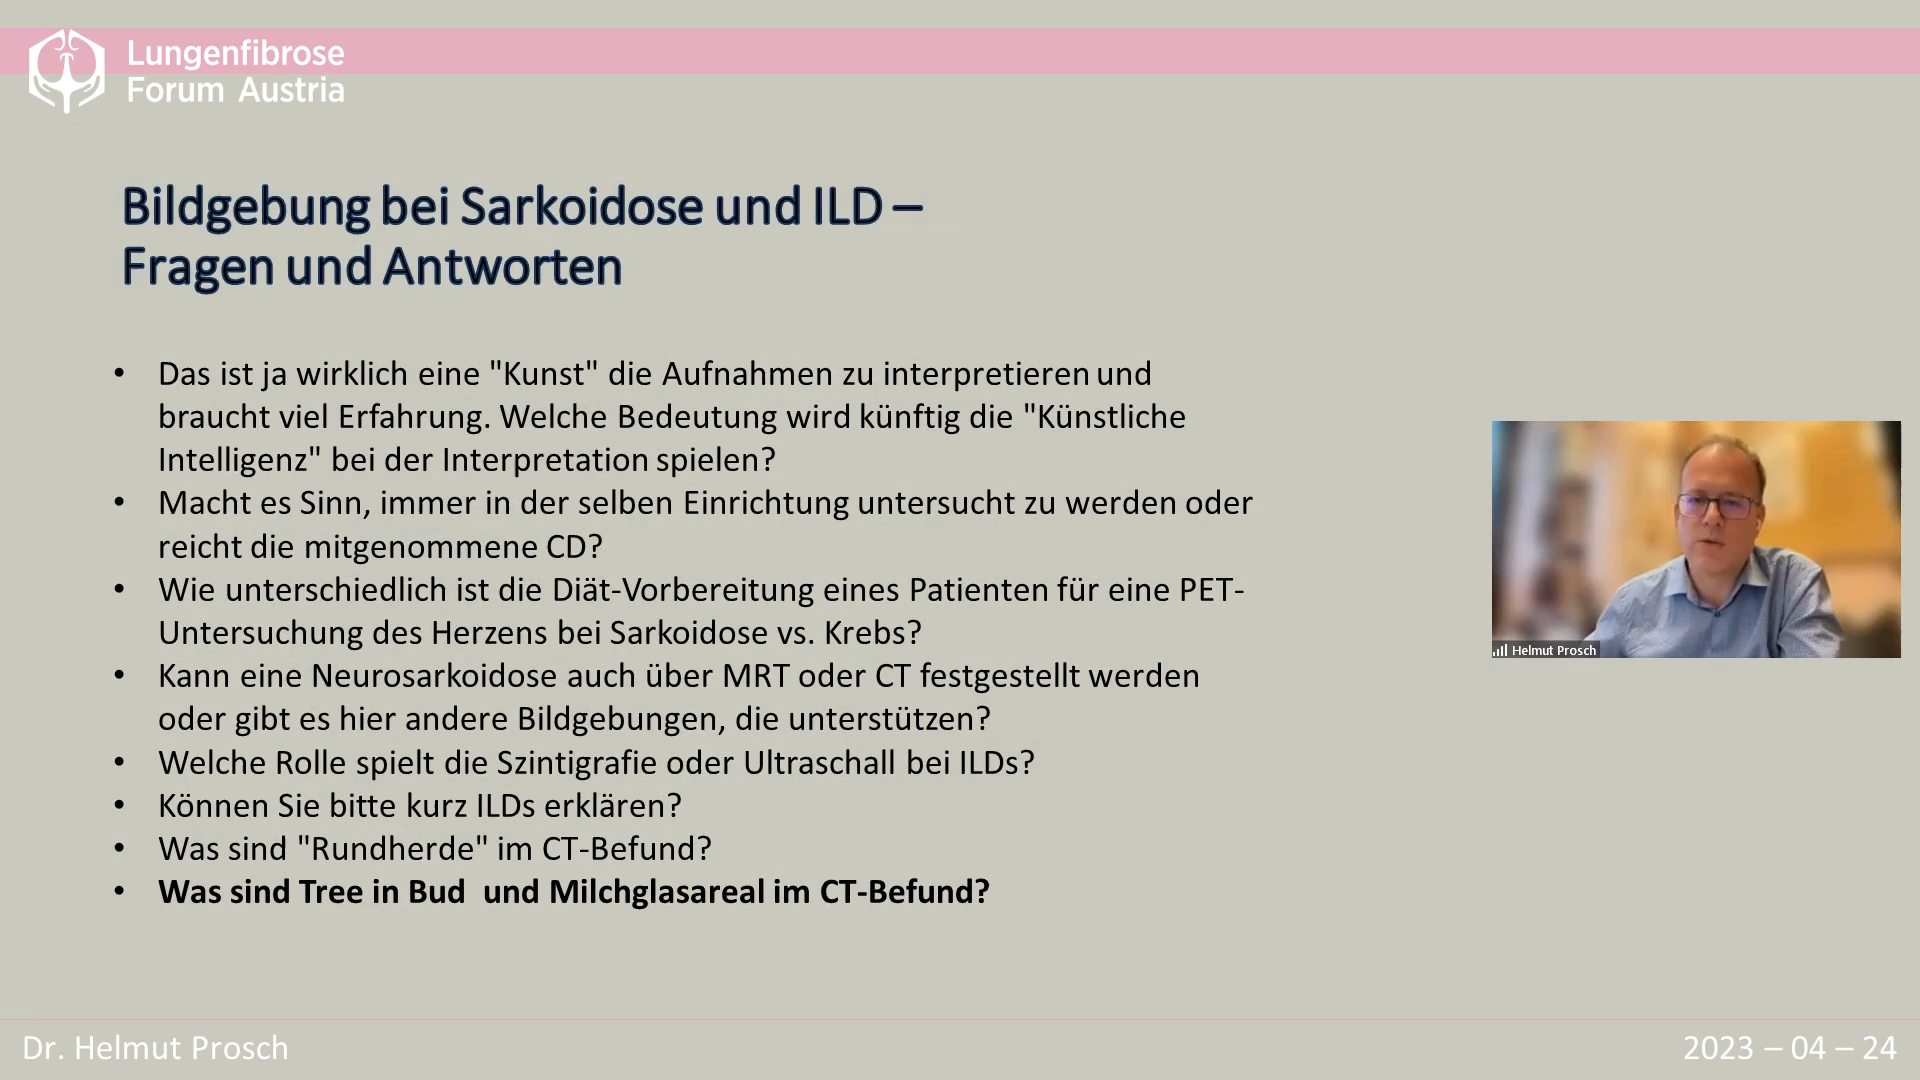 Lungenfibrose
Forum Austria
Bildgebung bei Sarkoidose und ILD –
Fragen und Antworten
• Das ist ja wirklich eine "Kunst" die Aufnahmen zu interpretieren und
braucht viel Erfahrung. Welche Bedeutung wird künftig die "Künstliche
Intelligenz" bei der Interpretation spielen?
• Macht es Sinn, immer in der selben Einrichtung untersucht zu werden oder
reicht die mitgenommene CD?
• Wie unterschiedlich ist die Diät-Vorbereitung eines Patienten für eine PET-
Untersuchung des Herzens bei Sarkoidose vs. Krebs?
• Kann eine Neurosarkoidose auch über MRT oder CT festgestellt werden
oder gibt es hier andere Bildgebungen, die unterstützen?
• Welche Rolle spielt die Szintigrafie oder Ultraschall bei ILDs?
• Können Sie bitte kurz ILDs erklären?
• Was sind "Rundherde" im CT-Befund?
• Was sind Tree in Bud  und Milchglasareal im CT-Befund?
Helmut Prosch
Dr. Helmut Prosch
2023 – 04 – 24